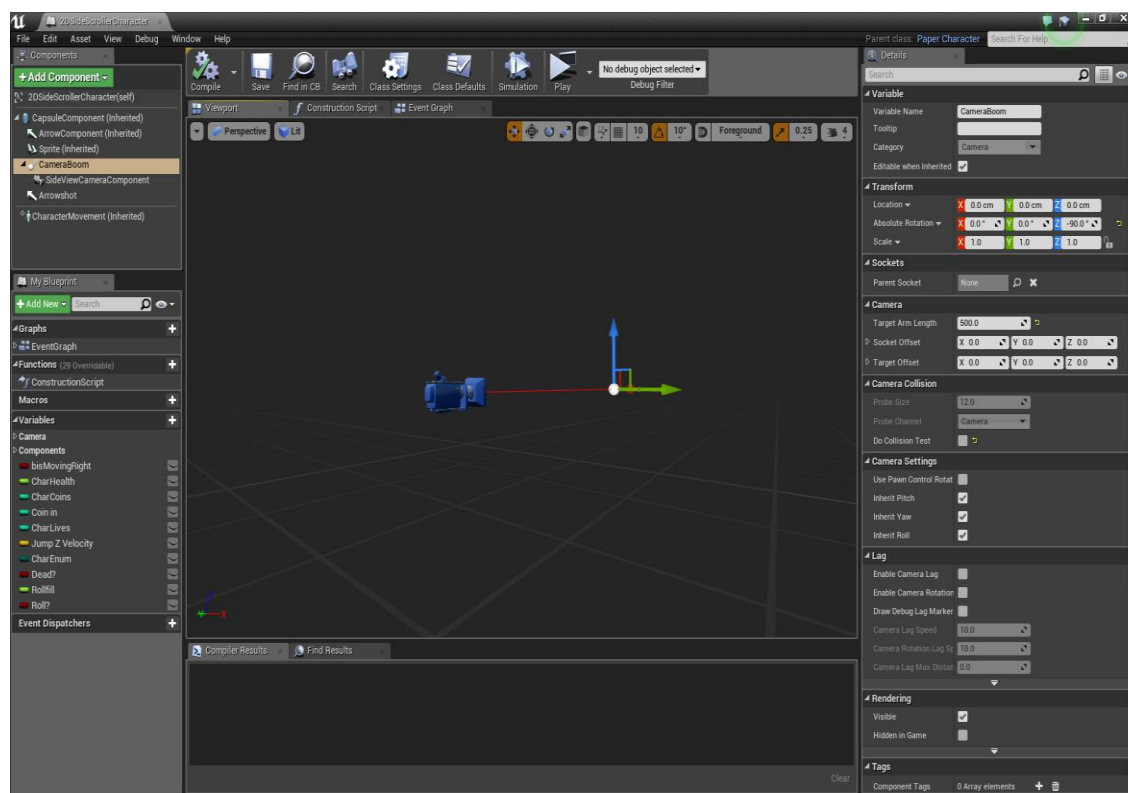 2DSideScrollerCharacter
File Edit Asset View Debug Window Help
Parent class: Paper Character Search For Help
Components
+Add Component
2DSideScrollerCharacter(self)
CapsuleComponent (Inherited)
ArrowComponent (Inherited)
Sprite (Inherited)
CameraBoom
SideViewCameraComponent
Arrowshot
CharacterMovement (Inherited)
My Blueprint
+Add New Search
Graphs
EventGraph
Functions (29 Overridable)
ConstructionScript
Macros
Variables
Camera
Components
bisMovingRight
CharHealth
CharCoins
Coin in
CharLives
Jump Z Velocity
CharEnum
Dead?
Rollfill
Roll?
Event Dispatchers
Compile Save Find in CB Search Class Settings Class Defaults Simulation Play
No debug object selected
Debug Filter
Viewport Construction Script Event Graph
Perspective Lit 10 10° Foreground 0.25 4
Z
Y X
Compiler Results Find Results
Clear
Details
Search
Variable
Variable Name CameraBoom
Tooltip
Category Camera
Editable when Inherited
Transform
Location X 0.0 cm Y 0.0 cm Z 0.0 cm
Absolute Rotation X 0.0° Y 0.0° Z -90.0°
Scale X 1.0 Y 1.0 Z 1.0
Sockets
Parent Socket None
Camera
Target Arm Length 500.0
Socket Offset X 0.0 Y 0.0 Z 0.0
Target Offset X 0.0 Y 0.0 Z 0.0
Camera Collision
Probe Size 12.0
Probe Channel Camera
Do Collision Test
Camera Settings
Use Pawn Control Rotat
Inherit Pitch
Inherit Yaw
Inherit Roll
Lag
Enable Camera Lag
Enable Camera Rotation
Draw Debug Lag Marker
Camera Lag Speed 10.0
Camera Rotation Lag Sp 10.0
Camera Lag Max Distan 0.0
Rendering
Visible
Hidden in Game
Tags
Component Tags 0 Array elements